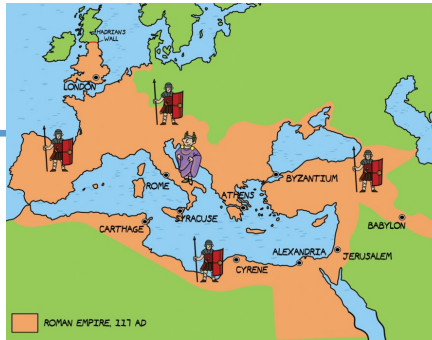 HADRIAN'S
WALL
LONDON
ROME
BYZANTIUM
ATHENS
SYRACUSE
CARTHAGE
BABYLON
ALEXANDRIA
JERUSALEM
CYRENE
ROMAN EMPIRE, 117 AD